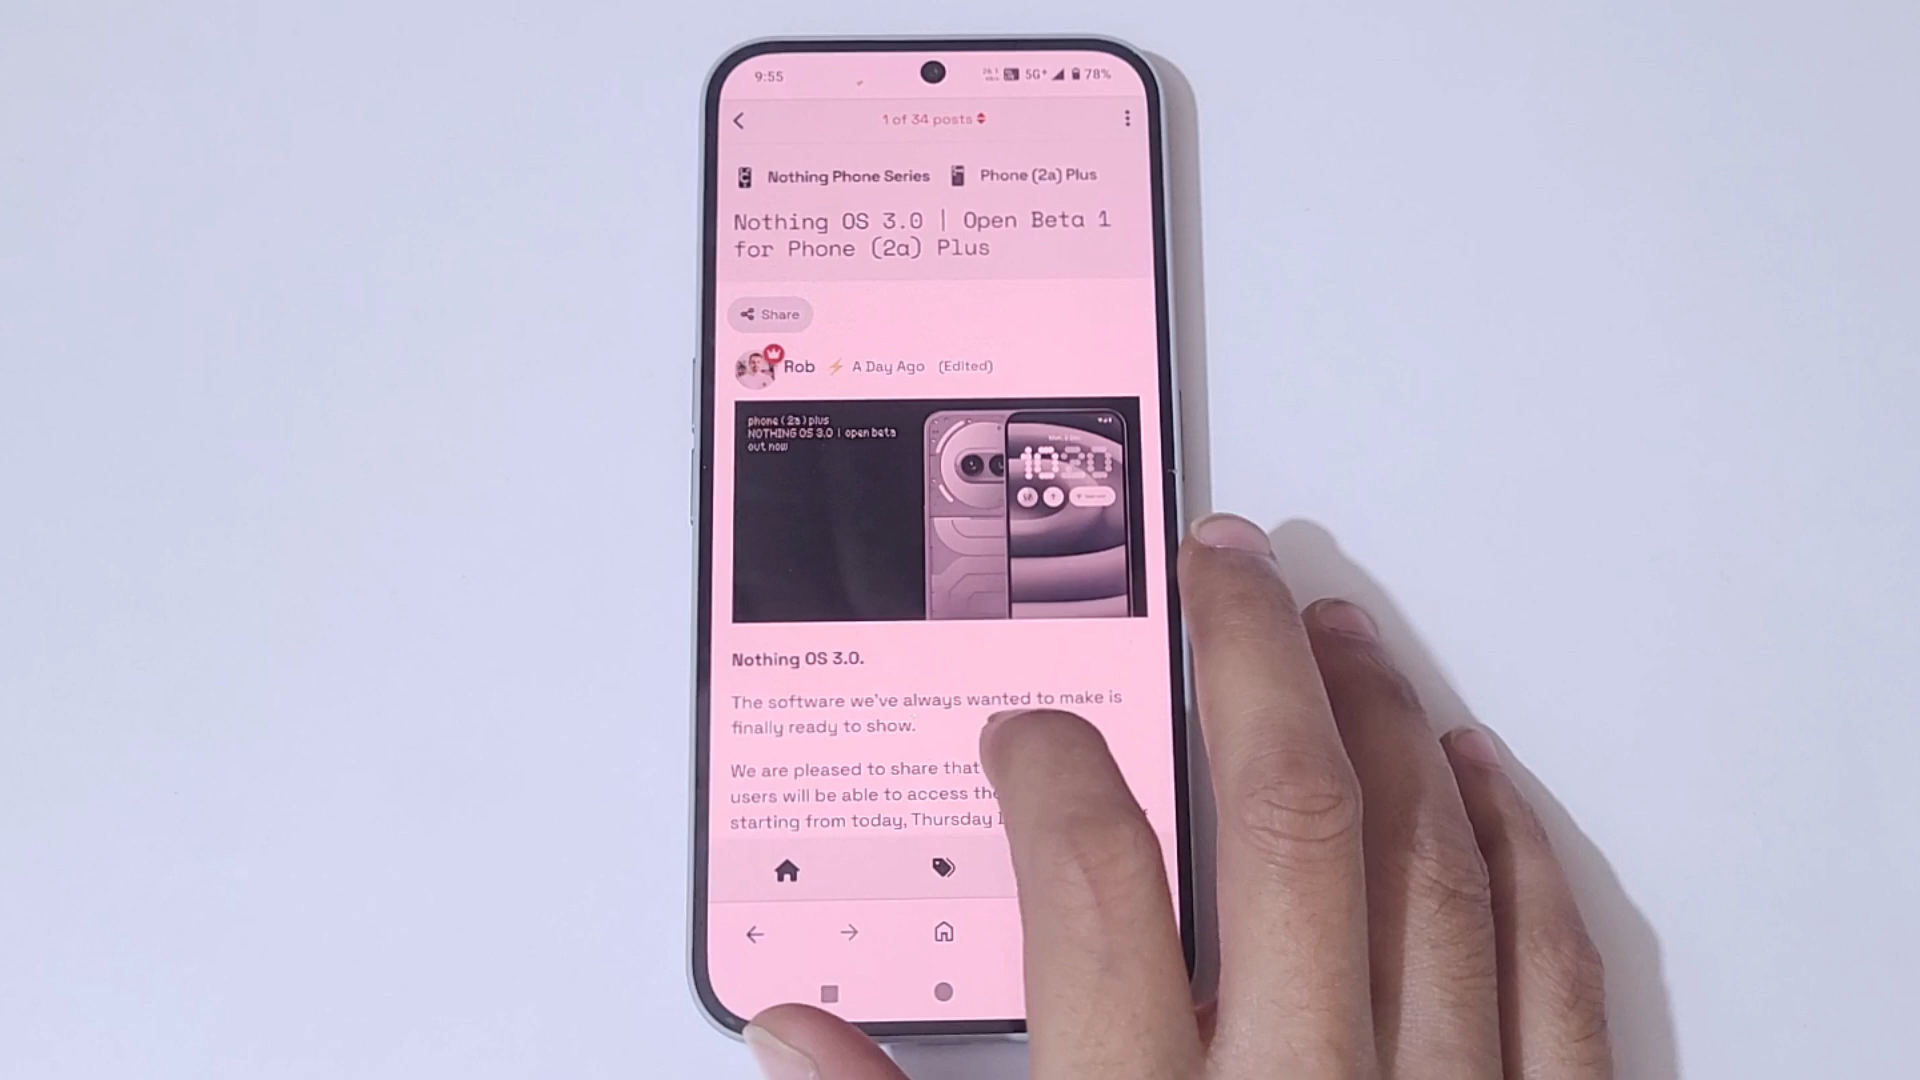 9:55
5G+ 78%
1 of 34 posts
Nothing Phone Series Phone (2a) Plus
Nothing OS 3.0 | Open Beta 1
for Phone (2a) Plus
Share
Rob ⚡ A Day Ago (Edited)
phone (2a) plus
NOTHING OS 3.0 | open beta
out now
10:20
Nothing OS 3.0.
The software we've always wanted to make is
finally ready to show.
We are pleased to share that
users will be able to access
starting from today, Thursday